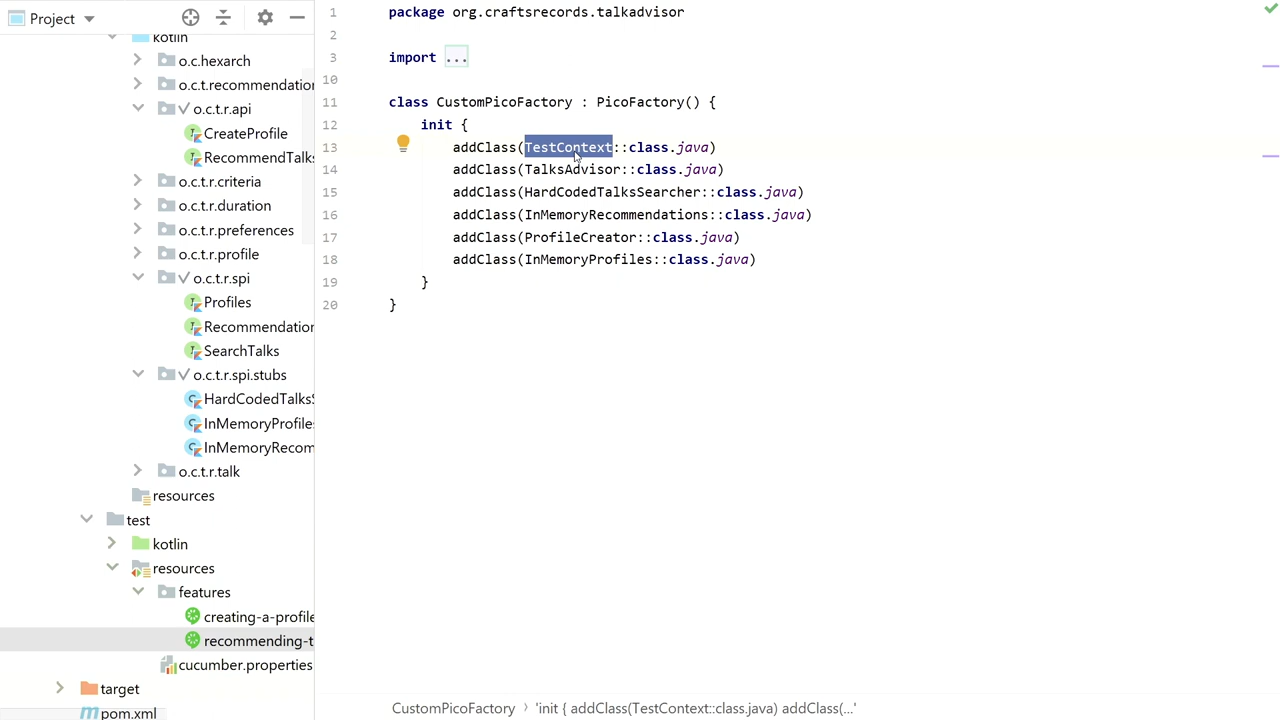 Project
kotlin
o.c.hexarch
o.c.t.recommendation
o.c.t.r.api
CreateProfile
RecommendTalks
o.c.t.r.criteria
o.c.t.r.duration
o.c.t.r.preferences
o.c.t.r.profile
o.c.t.r.spi
Profiles
Recommendation
SearchTalks
o.c.t.r.spi.stubs
HardCodedTalksS
InMemoryProfiles
InMemoryRecom
o.c.t.r.talk
resources
test
kotlin
resources
features
creating-a-profile
recommending-t
cucumber.properties
target
pom.xml
1 package org.craftsrecords.talkadvisor
2
3 import ...
10
11 class CustomPicoFactory : PicoFactory() {
12 init {
13 addClass(TestContext::class.java)
14 addClass(TalksAdvisor::class.java)
15 addClass(HardCodedTalksSearcher::class.java)
16 addClass(InMemoryRecommendations::class.java)
17 addClass(ProfileCreator::class.java)
18 addClass(InMemoryProfiles::class.java)
19 }
20 }
CustomPicoFactory › 'init { addClass(TestContext::class.java) addClass(...'